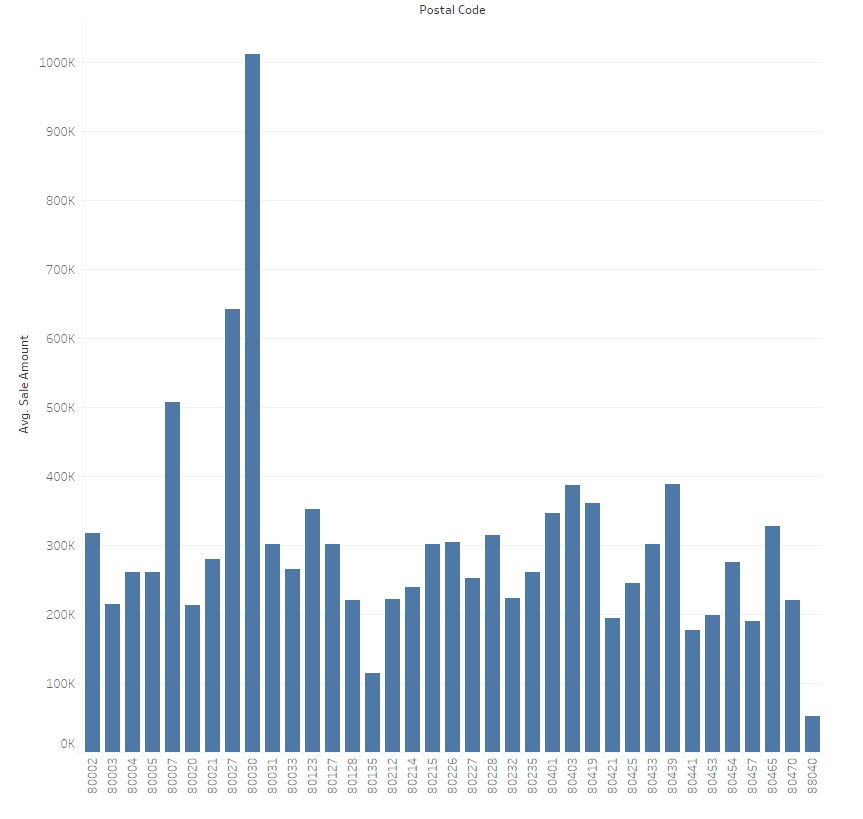 Postal Code
1000K
900K
800K
700K
600K
500K
400K
300K
200K
100K
0K
Avg. Sale Amount
80002
80003
80004
80005
80007
80020
80021
80027
80030
80031
80033
80123
80127
80128
80135
80212
80214
80215
80226
80227
80228
80232
80235
80401
80403
80419
80421
80425
80433
80439
80441
80453
80454
80457
80465
80470
88040